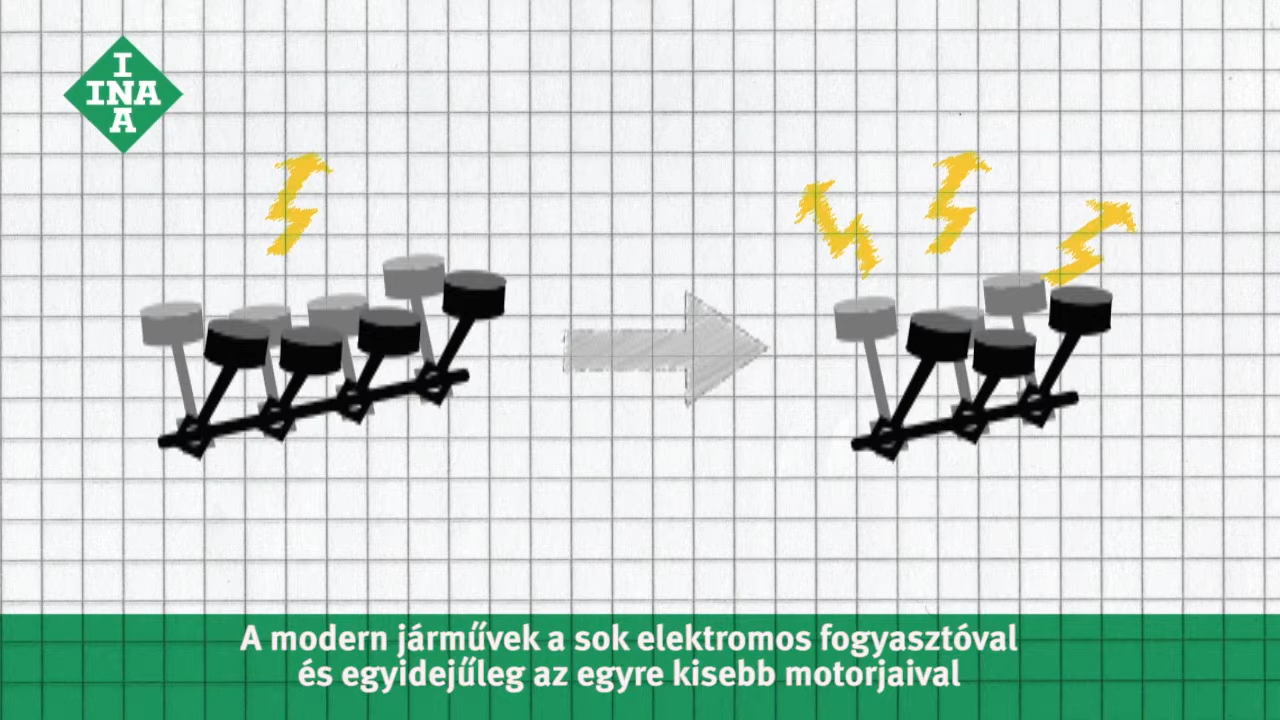 I
INA
A
A modern járművek a sok elektromos fogyasztóval
és egyidejűleg az egyre kisebb motorjaival